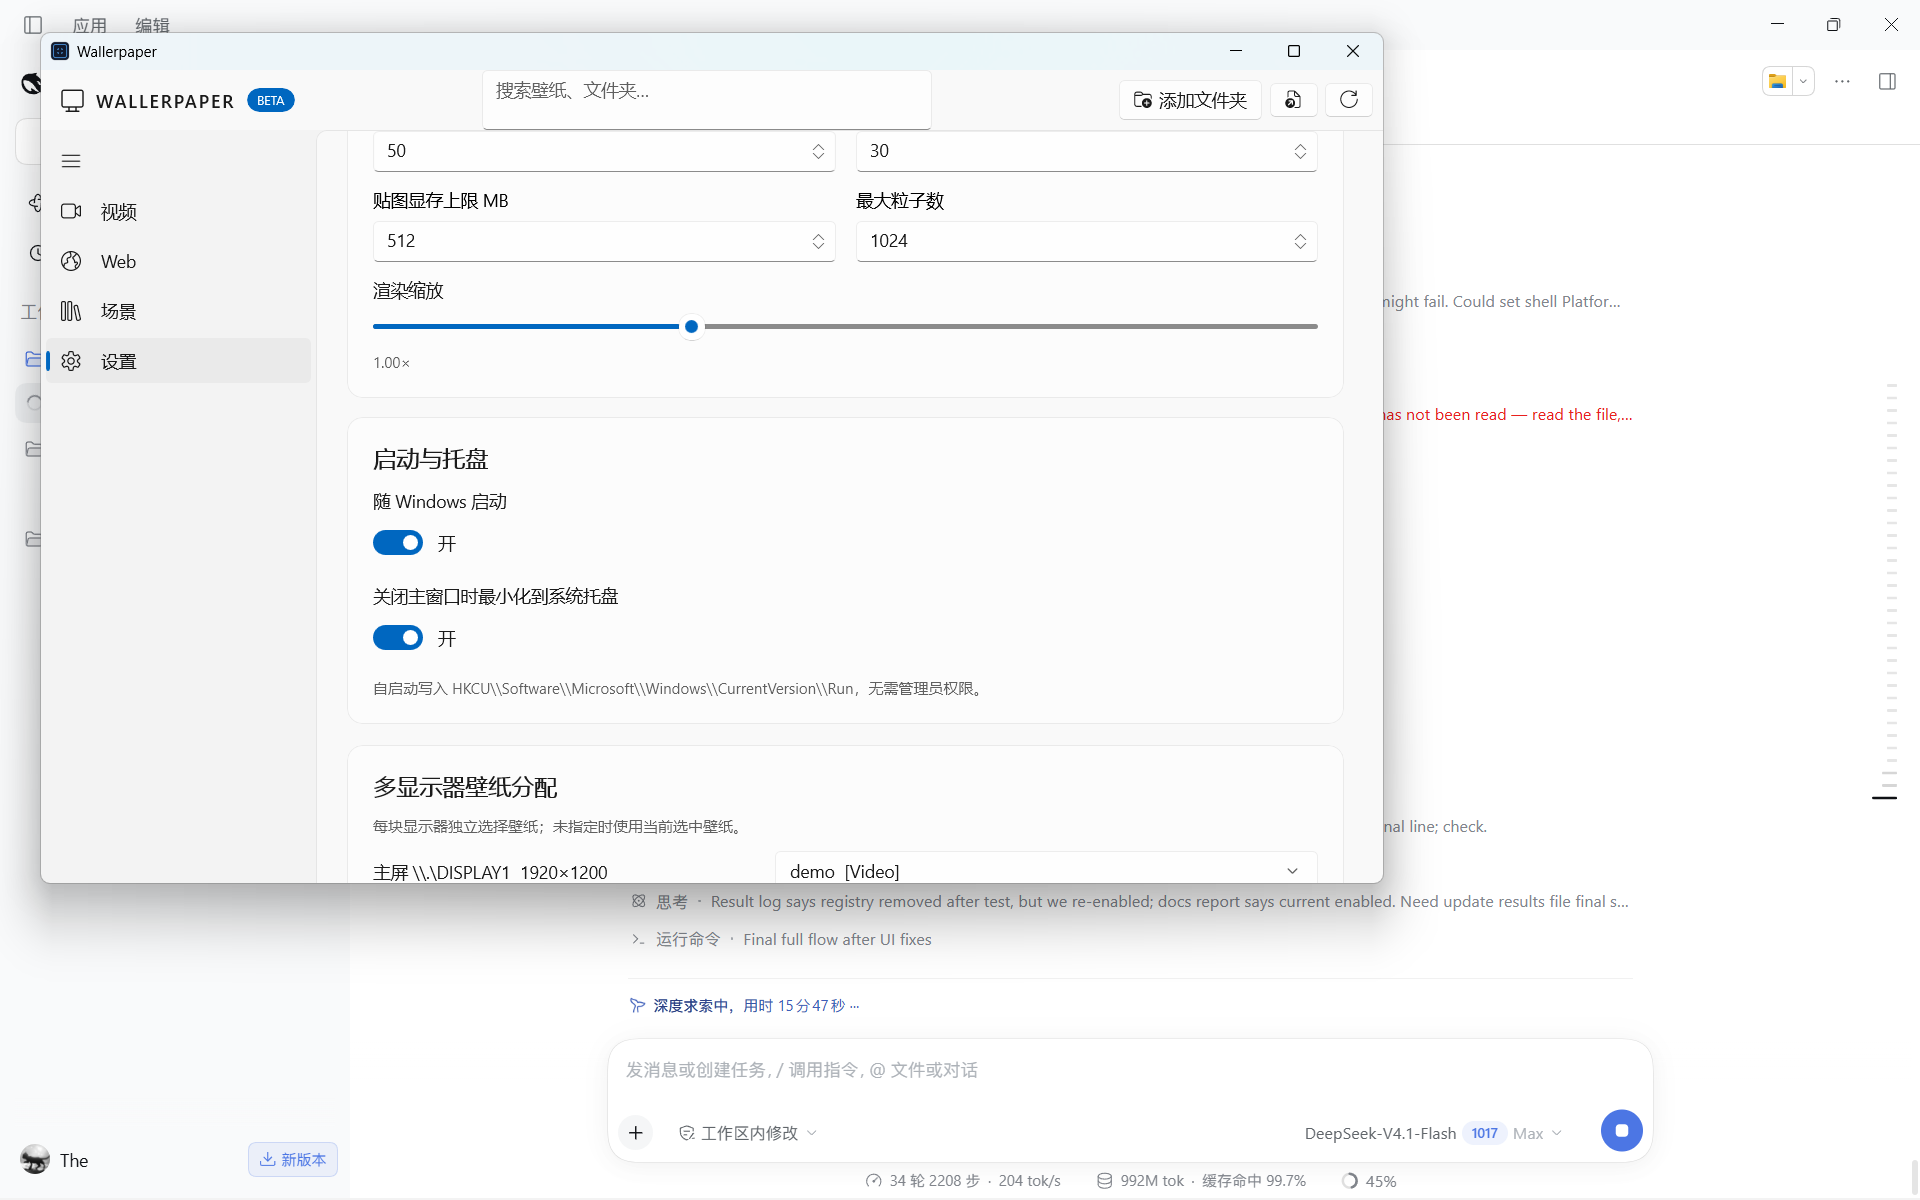 应用 编辑
Wallerpaper
WALLERPAPER BETA
搜索壁纸、文件夹...
添加文件夹
视频
Web
场景
设置
50
30
贴图显存上限 MB
最大粒子数
512
1024
渲染缩放
1.00×
启动与托盘
随 Windows 启动
开
关闭主窗口时最小化到系统托盘
开
自启动写入 HKCU\\Software\\Microsoft\\Windows\\CurrentVersion\\Run，无需管理员权限。
多显示器壁纸分配
每块显示器独立选择壁纸；未指定时使用当前选中壁纸。
主屏 \\.\DISPLAY1 1920×1200
demo [Video]
might fail. Could set shell Platfor...
has not been read — read the file,...
nal line; check.
思考 · Result log says registry removed after test, but we re-enabled; docs report says current enabled. Need update results file final s...
运行命令 · Final full flow after UI fixes
深度求索中，用时 15分47秒 ...
发消息或创建任务, / 调用指令, @ 文件或对话
工作区内修改
DeepSeek-V4.1-Flash 1017 Max
The
新版本
34 轮 2208 步 · 204 tok/s
992M tok · 缓存命中 99.7%
45%